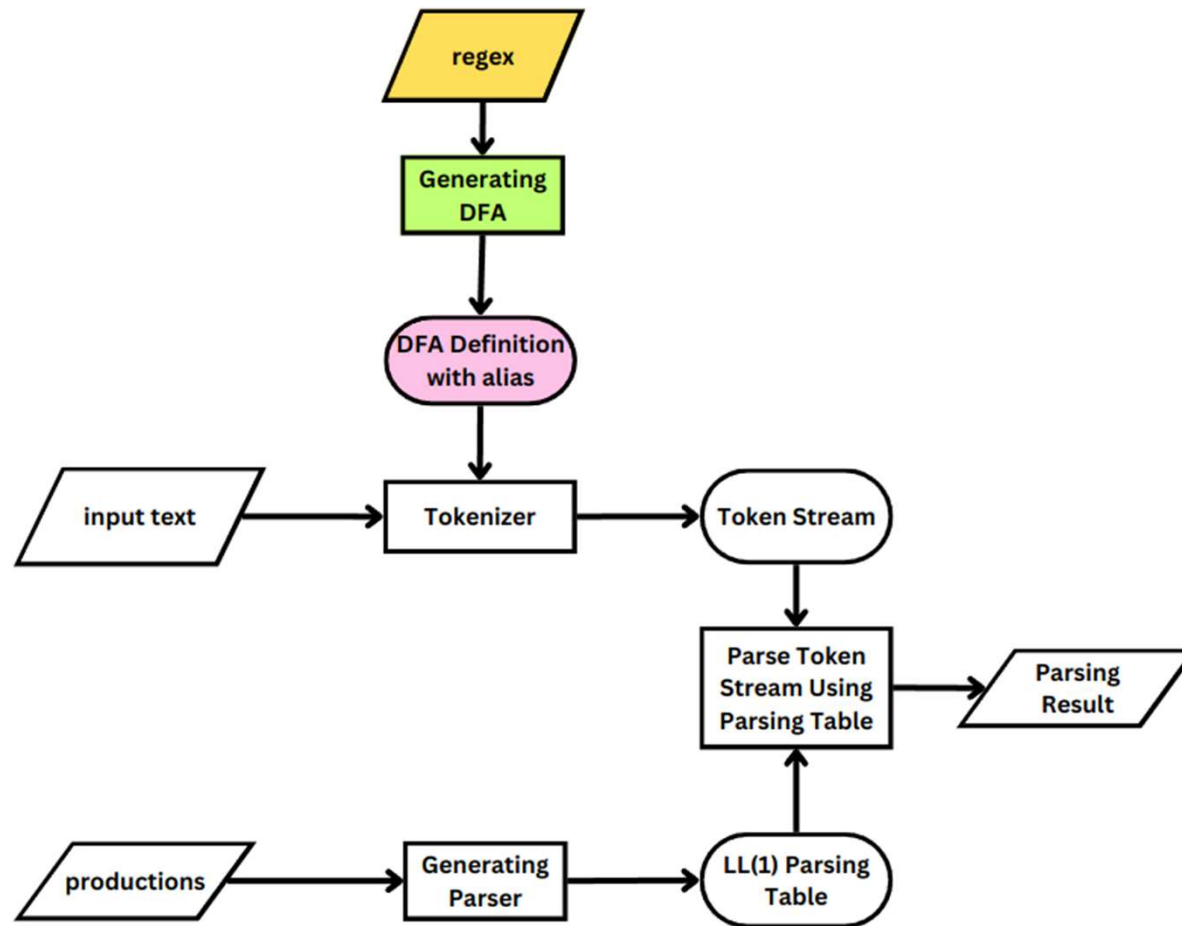 regex
Generating
DFA
DFA Definition
with alias
input text
Tokenizer
Token Stream
Parse Token
Stream Using
Parsing Table
Parsing
Result
productions
Generating
Parser
LL(1) Parsing
Table